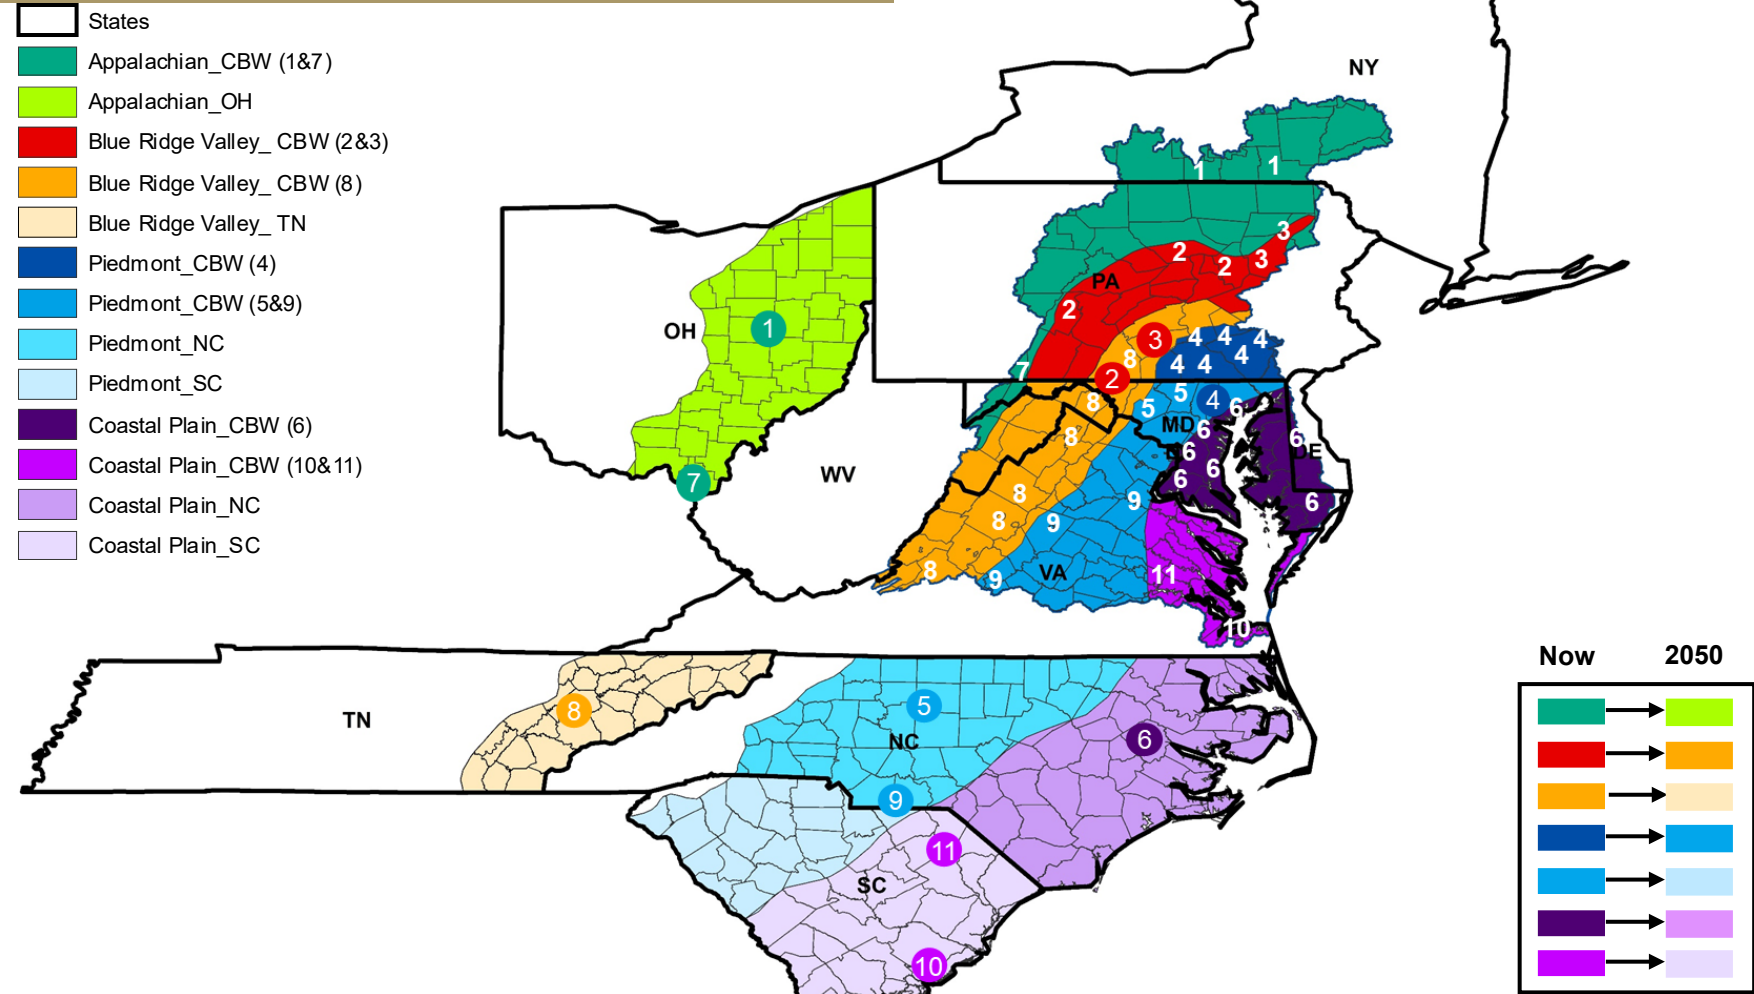 States
Appalachian_CBW (1&7)
Appalachian_OH
Blue Ridge Valley_ CBW (2&3)
Blue Ridge Valley_ CBW (8)
Blue Ridge Valley_ TN
Piedmont_CBW (4)
Piedmont_CBW (5&9)
Piedmont_NC
Piedmont_SC
Coastal Plain_CBW (6)
Coastal Plain_CBW (10&11)
Coastal Plain_NC
Coastal Plain_SC
NY
1 1
3
2 2 3
PA
2
OH 1
3 4 4 4
8 4 4 4
7 2
8 5 5 4 6
MD 6
8 6 6 DE
WV 6 6
7
8 9 6
8 9
8 9 VA 11
10
Now 2050
TN 8
5
NC 6
9
11
SC
10